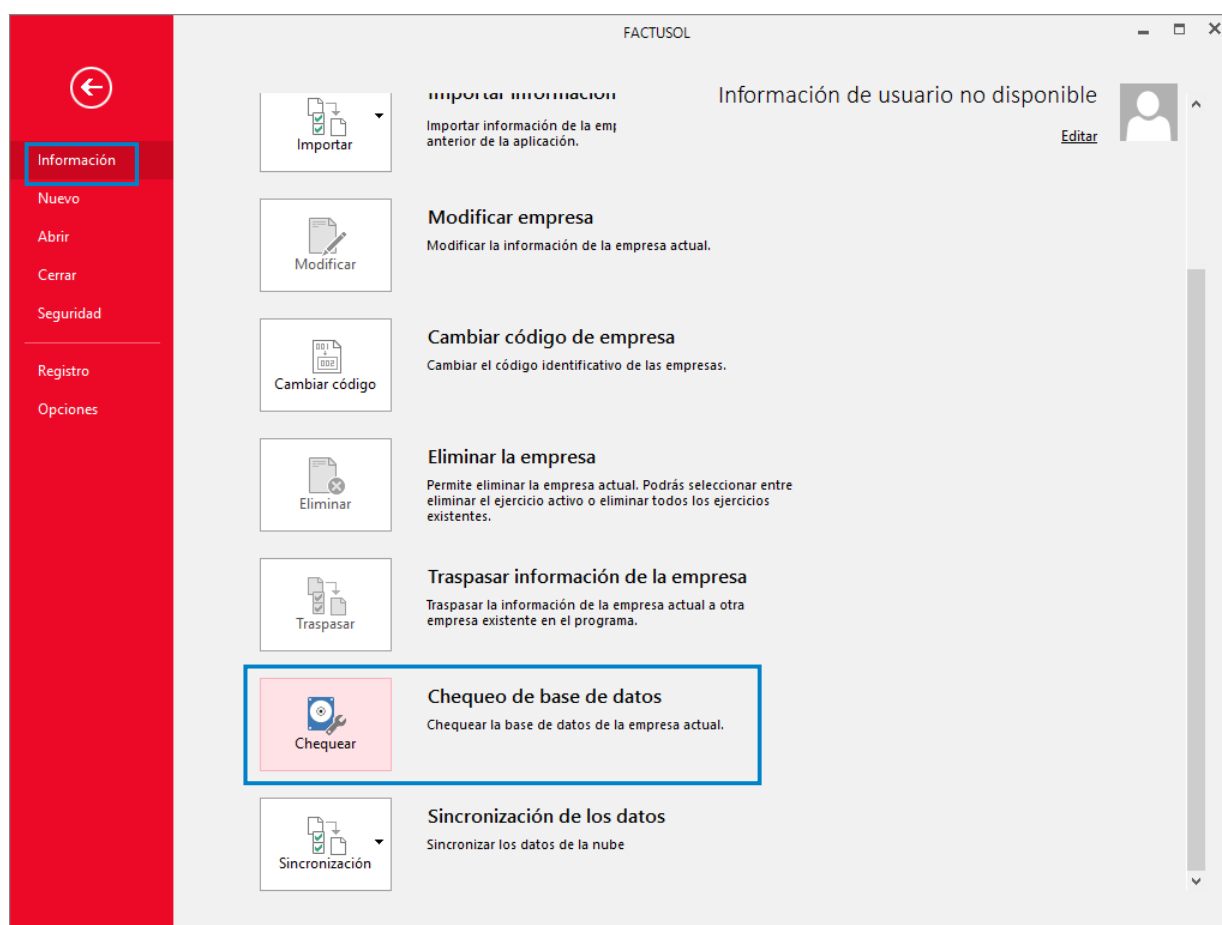 FACTUSOL
Información de usuario no disponible
Editar
Información
Nuevo
Abrir
Cerrar
Seguridad
Registro
Opciones
Importar
Importar información
Importar información de la em
anterior de la aplicación.
Modificar
Modificar empresa
Modificar la información de la empresa actual.
001
002
Cambiar código
Cambiar código de empresa
Cambiar el código identificativo de las empresas.
Eliminar
Eliminar la empresa
Permite eliminar la empresa actual. Podrás seleccionar entre
eliminar el ejercicio activo o eliminar todos los ejercicios
existentes.
Traspasar
Traspasar información de la empresa
Traspasar la información de la empresa actual a otra
empresa existente en el programa.
Chequear
Chequeo de base de datos
Chequear la base de datos de la empresa actual.
Sincronización
Sincronización de los datos
Sincronizar los datos de la nube